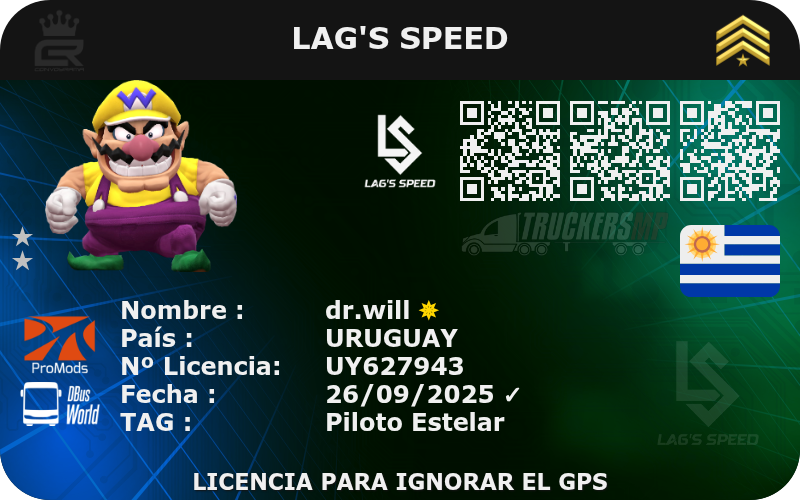 LAG'S SPEED
LAG'S SPEED
TRUCKERSMP
Nombre : dr.will
País : URUGUAY
Nº Licencia: UY627943
Fecha : 26/09/2025 ✓
TAG : Piloto Estelar
ProMods
DBus
World
LAG'S SPEED
LICENCIA PARA IGNORAR EL GPS